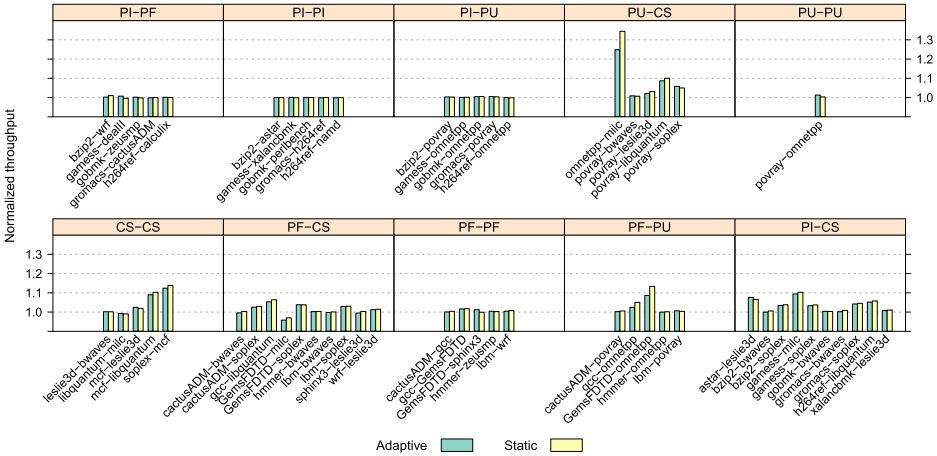 PI−PF
PI−PI
PI−PU
PU−CS
PU−PU
1.3
1.2
1.1
1.0
bzip2−wrf
gamess−dealII
gobmk−zeusmp
gromacs−cactusADM
h264ref−calculix
bzip2−astar
gamess−xalancbmk
gobmk−perlbench
gromacs−h264ref
h264ref−namd
bzip2−povray
gamess−omnetpp
gobmk−omnetpp
gromacs−povray
h264ref−omnetpp
omnetpp−milc
povray−bwaves
povray−leslie3d
povray−libquantum
povray−soplex
povray−omnetpp
Normalized throughput
CS−CS
PF−CS
PF−PF
PF−PU
PI−CS
1.3
1.2
1.1
1.0
leslie3d−bwaves
libquantum−milc
mcf−leslie3d
mcf−libquantum
soplex−mcf
cactusADM−bwaves
cactusADM−soplex
gcc−libquantum
GemsFDTD−milc
GemsFDTD−soplex
hmmer−bwaves
lbm−bwaves
lbm−soplex
sphinx3−leslie3d
wrf−leslie3d
cactusADM−gcc
gcc−GemsFDTD
GemsFDTD−sphinx3
hmmer−zeusmp
lbm−wrf
cactusADM−povray
gcc−omnetpp
GemsFDTD−omnetpp
hmmer−omnetpp
lbm−povray
astar−leslie3d
bzip2−bwaves
bzip2−soplex
gamess−milc
gamess−soplex
gobmk−bwaves
gromacs−bwaves
gromacs−soplex
h264ref−libquantum
xalancbmk−leslie3d
Adaptive
Static